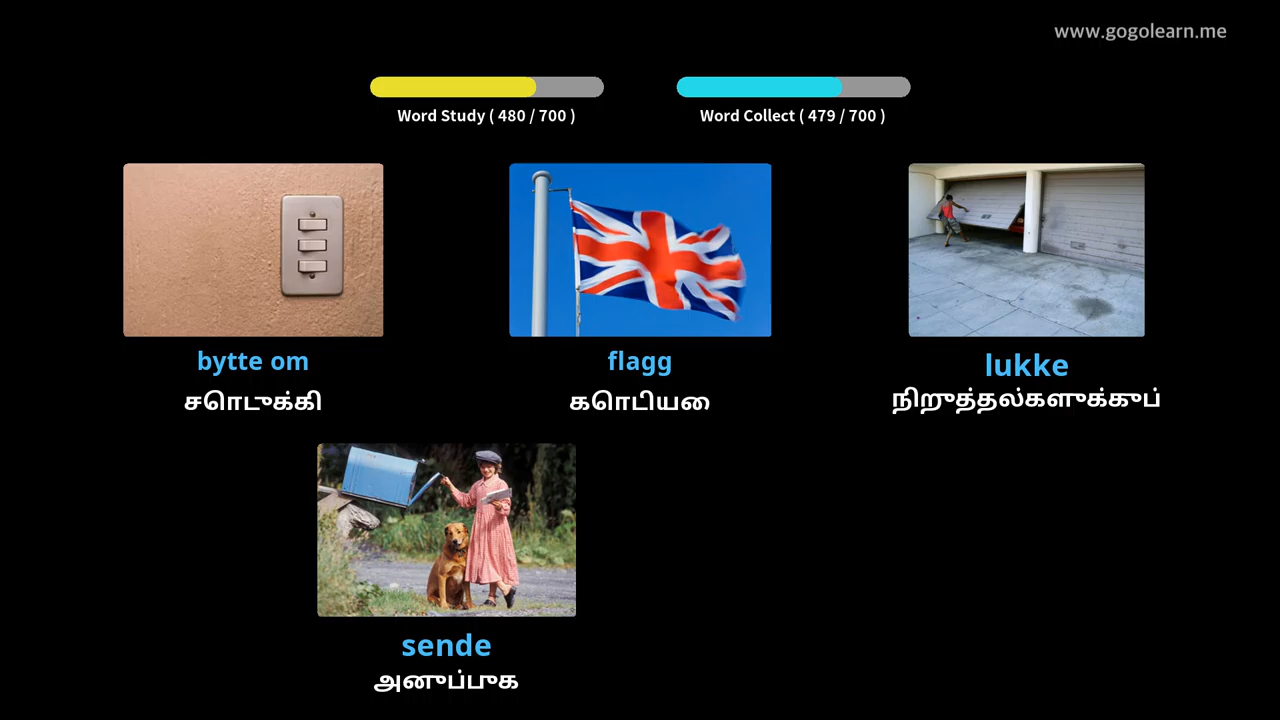 www.gogolearn.me
Word Study ( 480 / 700 )
Word Collect ( 479 / 700 )
bytte om
சொடுக்கி
flagg
கொடியை
lukke
நிறுத்தல்களுக்குப்
sende
அனுப்புக